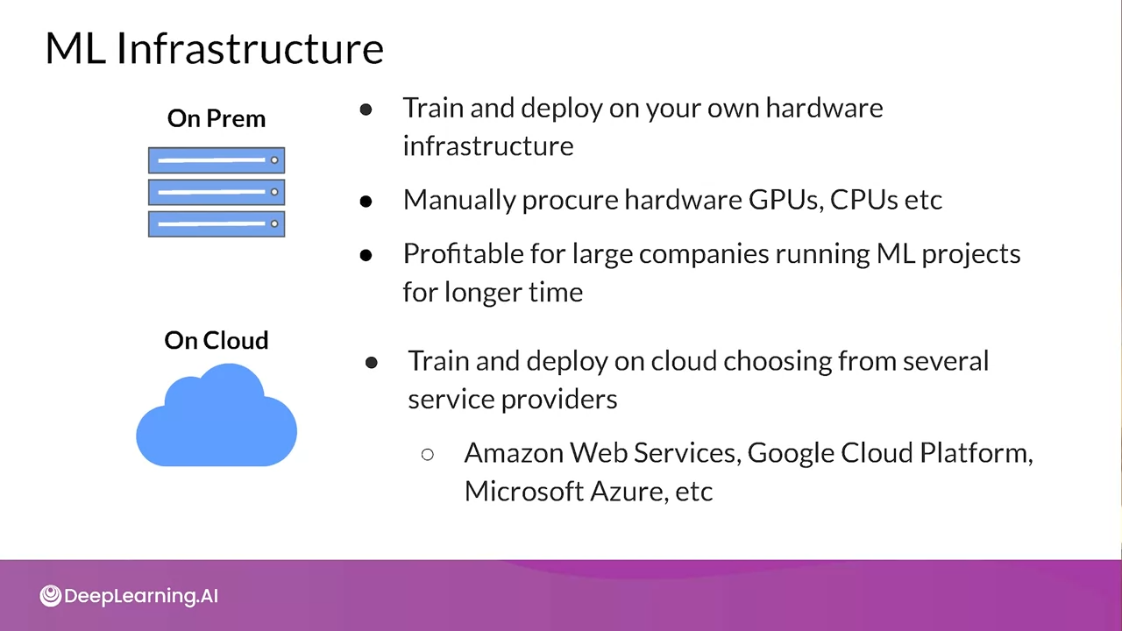 ML Infrastructure
On Prem
● Train and deploy on your own hardware
infrastructure
● Manually procure hardware GPUs, CPUs etc
● Profitable for large companies running ML projects
for longer time
On Cloud
● Train and deploy on cloud choosing from several
service providers
○ Amazon Web Services, Google Cloud Platform,
Microsoft Azure, etc
DeepLearning.AI